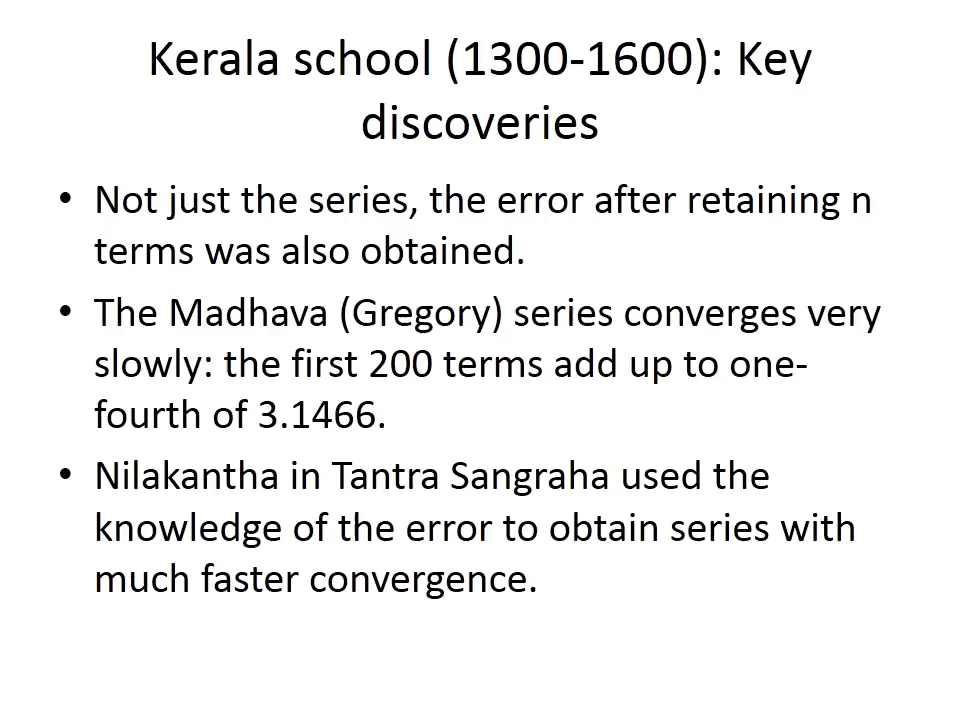 Kerala school (1300-1600): Key
discoveries
• Not just the series, the error after retaining n
terms was also obtained.
• The Madhava (Gregory) series converges very
slowly: the first 200 terms add up to one-
fourth of 3.1466.
• Nilakantha in Tantra Sangraha used the
knowledge of the error to obtain series with
much faster convergence.